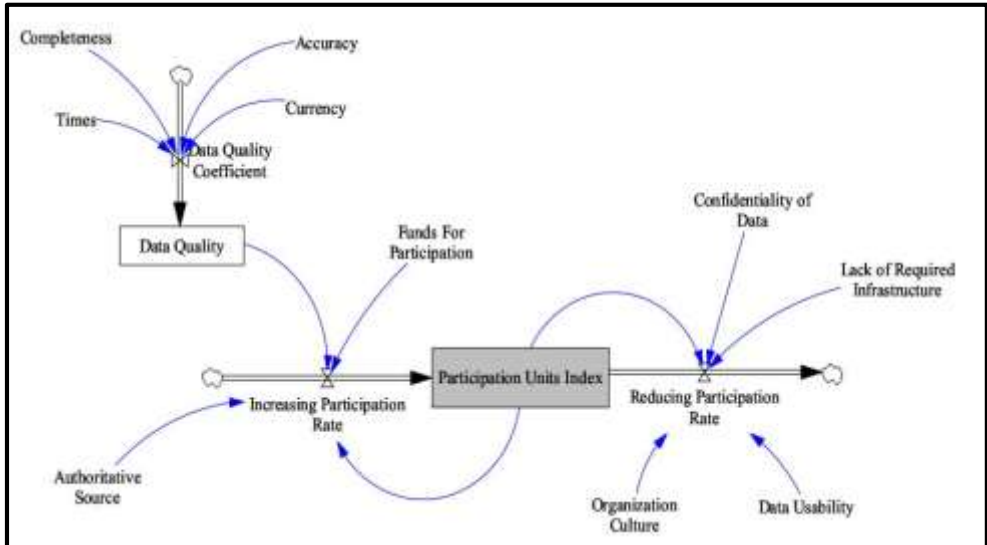 Completeness
Accuracy
Times
Currency
Data Quality
Coefficient
Data Quality
Funds For
Participation
Confidentiality of
Data
Lack of Required
Infrastructure
Participation Units Index
Increasing Participation
Rate
Reducing Participation
Rate
Authoritative
Source
Organization
Culture
Data Usability